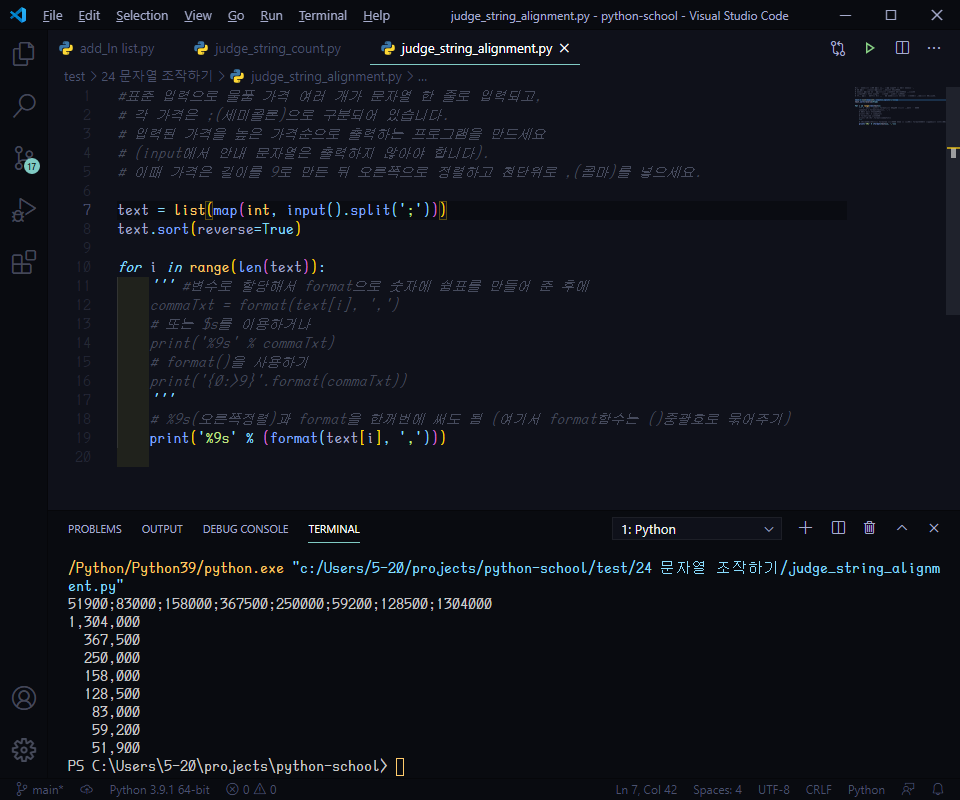 File Edit Selection View Go Run Terminal Help judge_string_alignment.py - python-school - Visual Studio Code
add_ln list.py judge_string_count.py judge_string_alignment.py
test > 24 문자열 조작하기 > judge_string_alignment.py > ...
1 #표준 입력으로 물품 가격 여러 개가 문자열 한 줄로 입력되고,
2 # 각 가격은 ;(세미콜론)으로 구분되어 있습니다.
3 # 입력된 가격을 높은 가격순으로 출력하는 프로그램을 만드세요
4 # (input에서 안내 문자열은 출력하지 않아야 합니다).
5 # 이때 가격은 길이를 9로 만든 뒤 오른쪽으로 정렬하고 천단위로 ,(콤마)를 넣으세요.
6
7 text = list(map(int, input().split(';')))
8 text.sort(reverse=True)
9
10 for i in range(len(text)):
11 ''' #변수로 할당해서 format으로 숫자에 쉼표를 만들어 준 후에
12 commaTxt = format(text[i], ',')
13 # 또는 $s를 이용하거나
14 print('%9s' % commaTxt)
15 # format()을 사용하기
16 print('{0:>9}'.format(commaTxt))
17 '''
18 # %9s(오른쪽정렬)과 format을 한꺼번에 써도 됨 (여기서 format함수는 ()중괄호로 묶어주기)
19 print('%9s' % (format(text[i], ',')))
20
PROBLEMS OUTPUT DEBUG CONSOLE TERMINAL 1: Python
/Python/Python39/python.exe "c:/Users/5-20/projects/python-school/test/24 문자열 조작하기/judge_string_alignm
ent.py"
51900;83000;158000;367500;250000;59200;128500;1304000
1,304,000
367,500
250,000
158,000
128,500
83,000
59,200
51,900
PS C:\Users\5-20\projects\python-school>
17
main* Python 3.9.1 64-bit 0 0 Ln 7, Col 42 Spaces: 4 UTF-8 CRLF Python